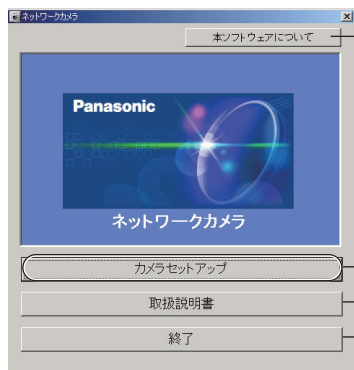 ネットワークカメラ
本ソフトウェアについて
Panasonic
ネットワークカメラ
カメラセットアップ
取扱説明書
終了